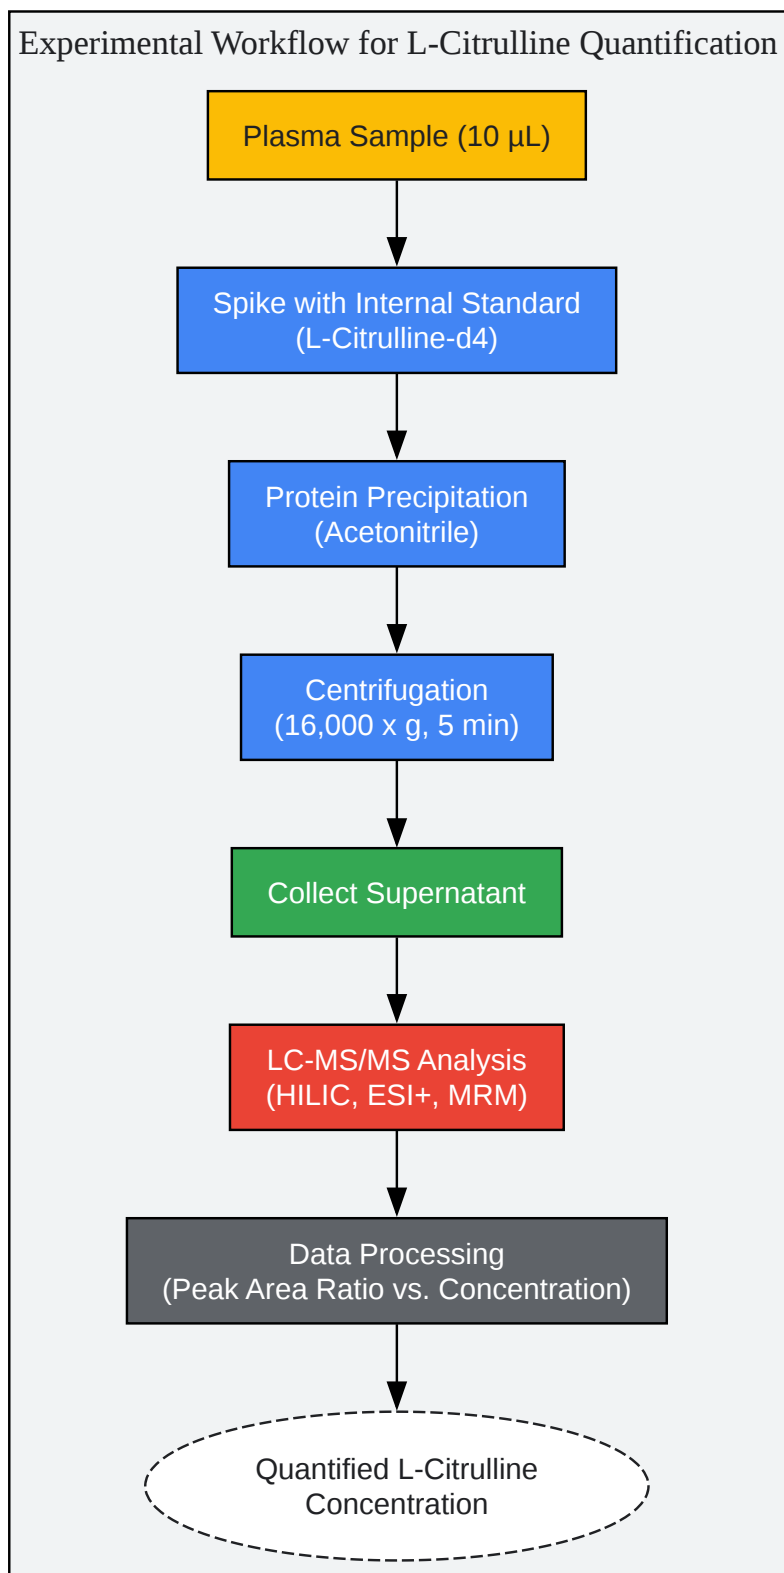 Experimental Workflow for L-Citrulline Quantification
Plasma Sample (10 µL)
Spike with Internal Standard
(L-Citrulline-d4)
Protein Precipitation
(Acetonitrile)
Centrifugation
(16,000 x g, 5 min)
Collect Supernatant
LC-MS/MS Analysis
(HILIC, ESI+, MRM)
Data Processing
(Peak Area Ratio vs. Concentration)
Quantified L-Citrulline
Concentration